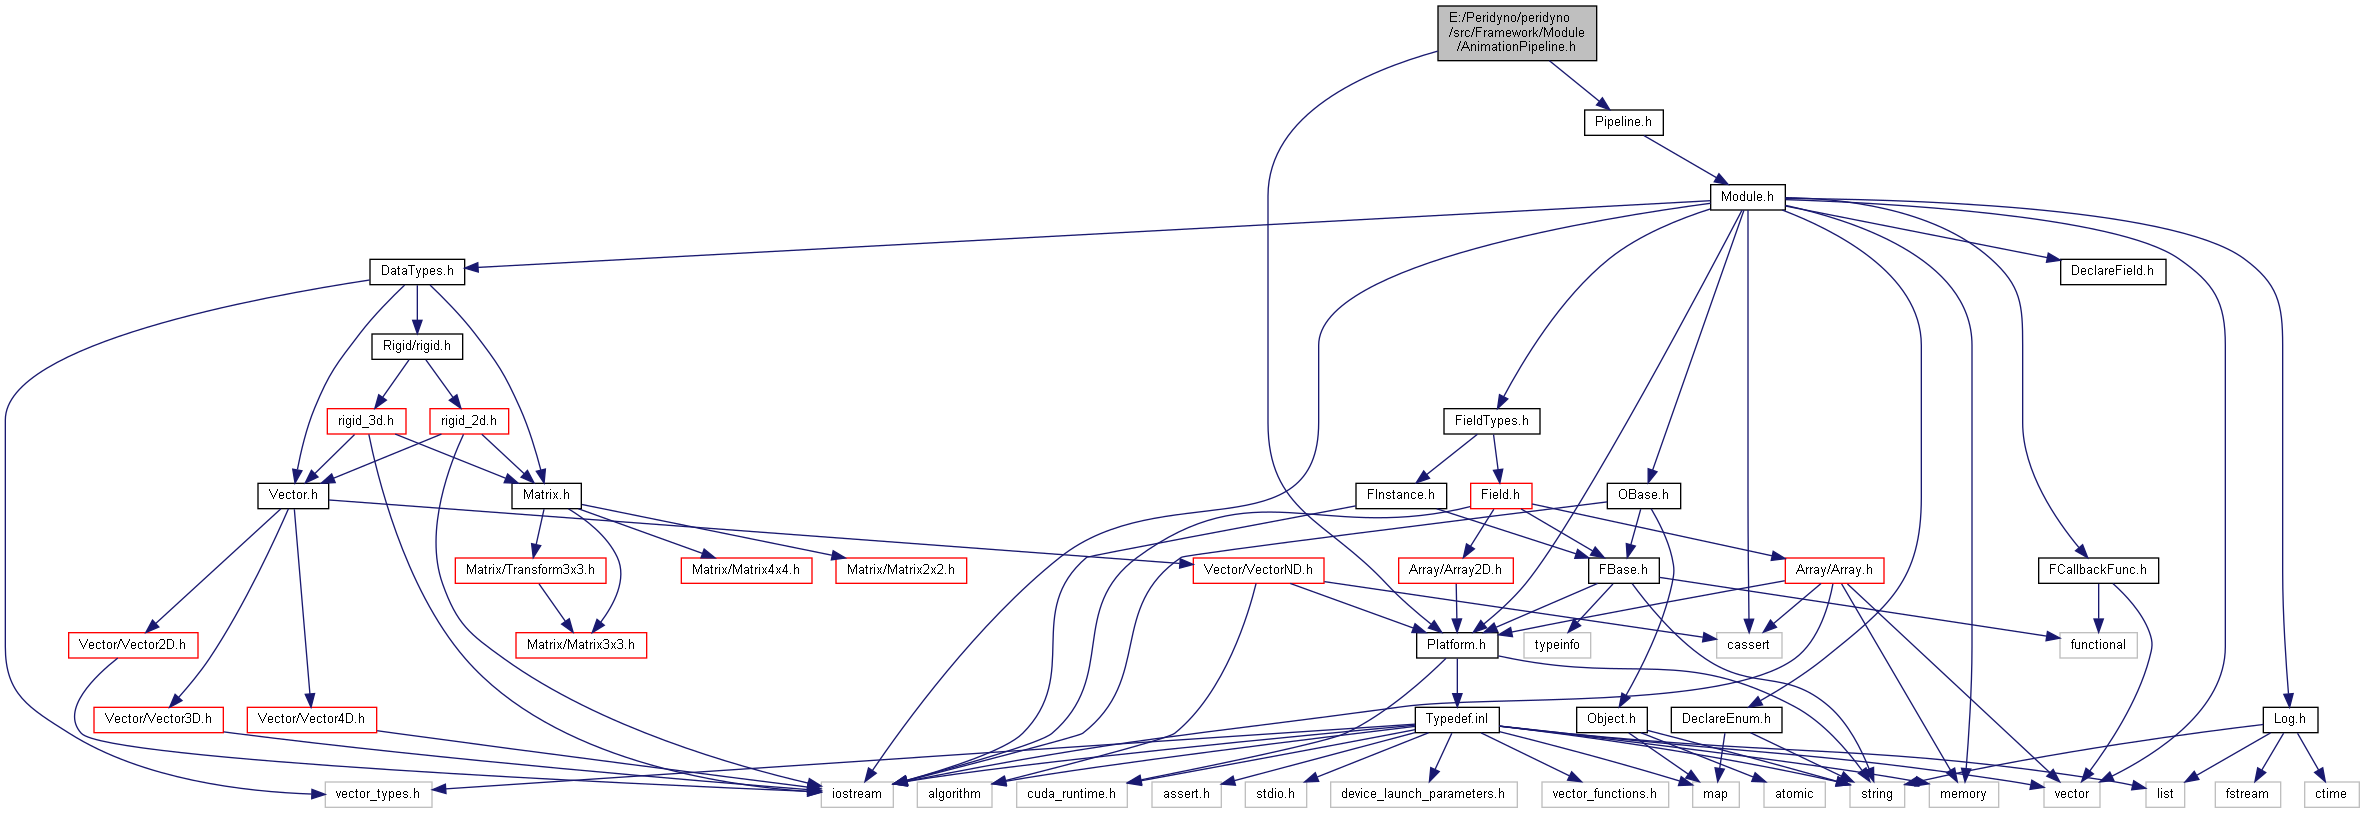 E:/Peridyno/peridyno
/src/Framework/Module
/AnimationPipeline.h
Pipeline.h
Module.h
DataTypes.h
DeclareField.h
Rigid/rigid.h
rigid_3d.h
rigid_2d.h
FieldTypes.h
Vector.h
Matrix.h
FInstance.h
Field.h
OBase.h
Matrix/Transform3x3.h
Matrix/Matrix4x4.h
Matrix/Matrix2x2.h
Vector/VectorND.h
Array/Array2D.h
FBase.h
Array/Array.h
FCallbackFunc.h
Vector/Vector2D.h
Matrix/Matrix3x3.h
Platform.h
typeinfo
cassert
functional
Vector/Vector3D.h
Vector/Vector4D.h
Typedef.inl
Object.h
DeclareEnum.h
Log.h
vector_types.h
iostream
algorithm
cuda_runtime.h
assert.h
stdio.h
device_launch_parameters.h
vector_functions.h
map
atomic
string
memory
vector
list
fstream
ctime